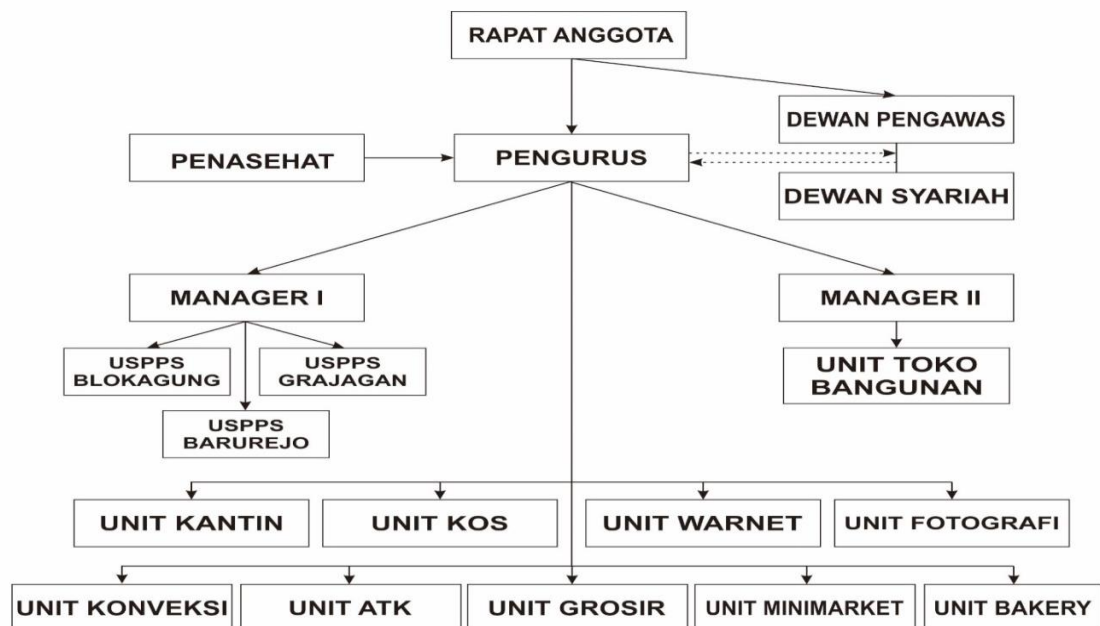 RAPAT ANGGOTA
DEWAN PENGAWAS
PENASEHAT
PENGURUS
DEWAN SYARIAH
MANAGER I
MANAGER II
USPPS
BLOKAGUNG
USPPS
GRAJAGAN
UNIT TOKO
BANGUNAN
USPPS
BARUREJO
UNIT KANTIN
UNIT KOS
UNIT WARNET
UNIT FOTOGRAFI
UNIT KONVEKSI
UNIT ATK
UNIT GROSIR
UNIT MINIMARKET
UNIT BAKERY